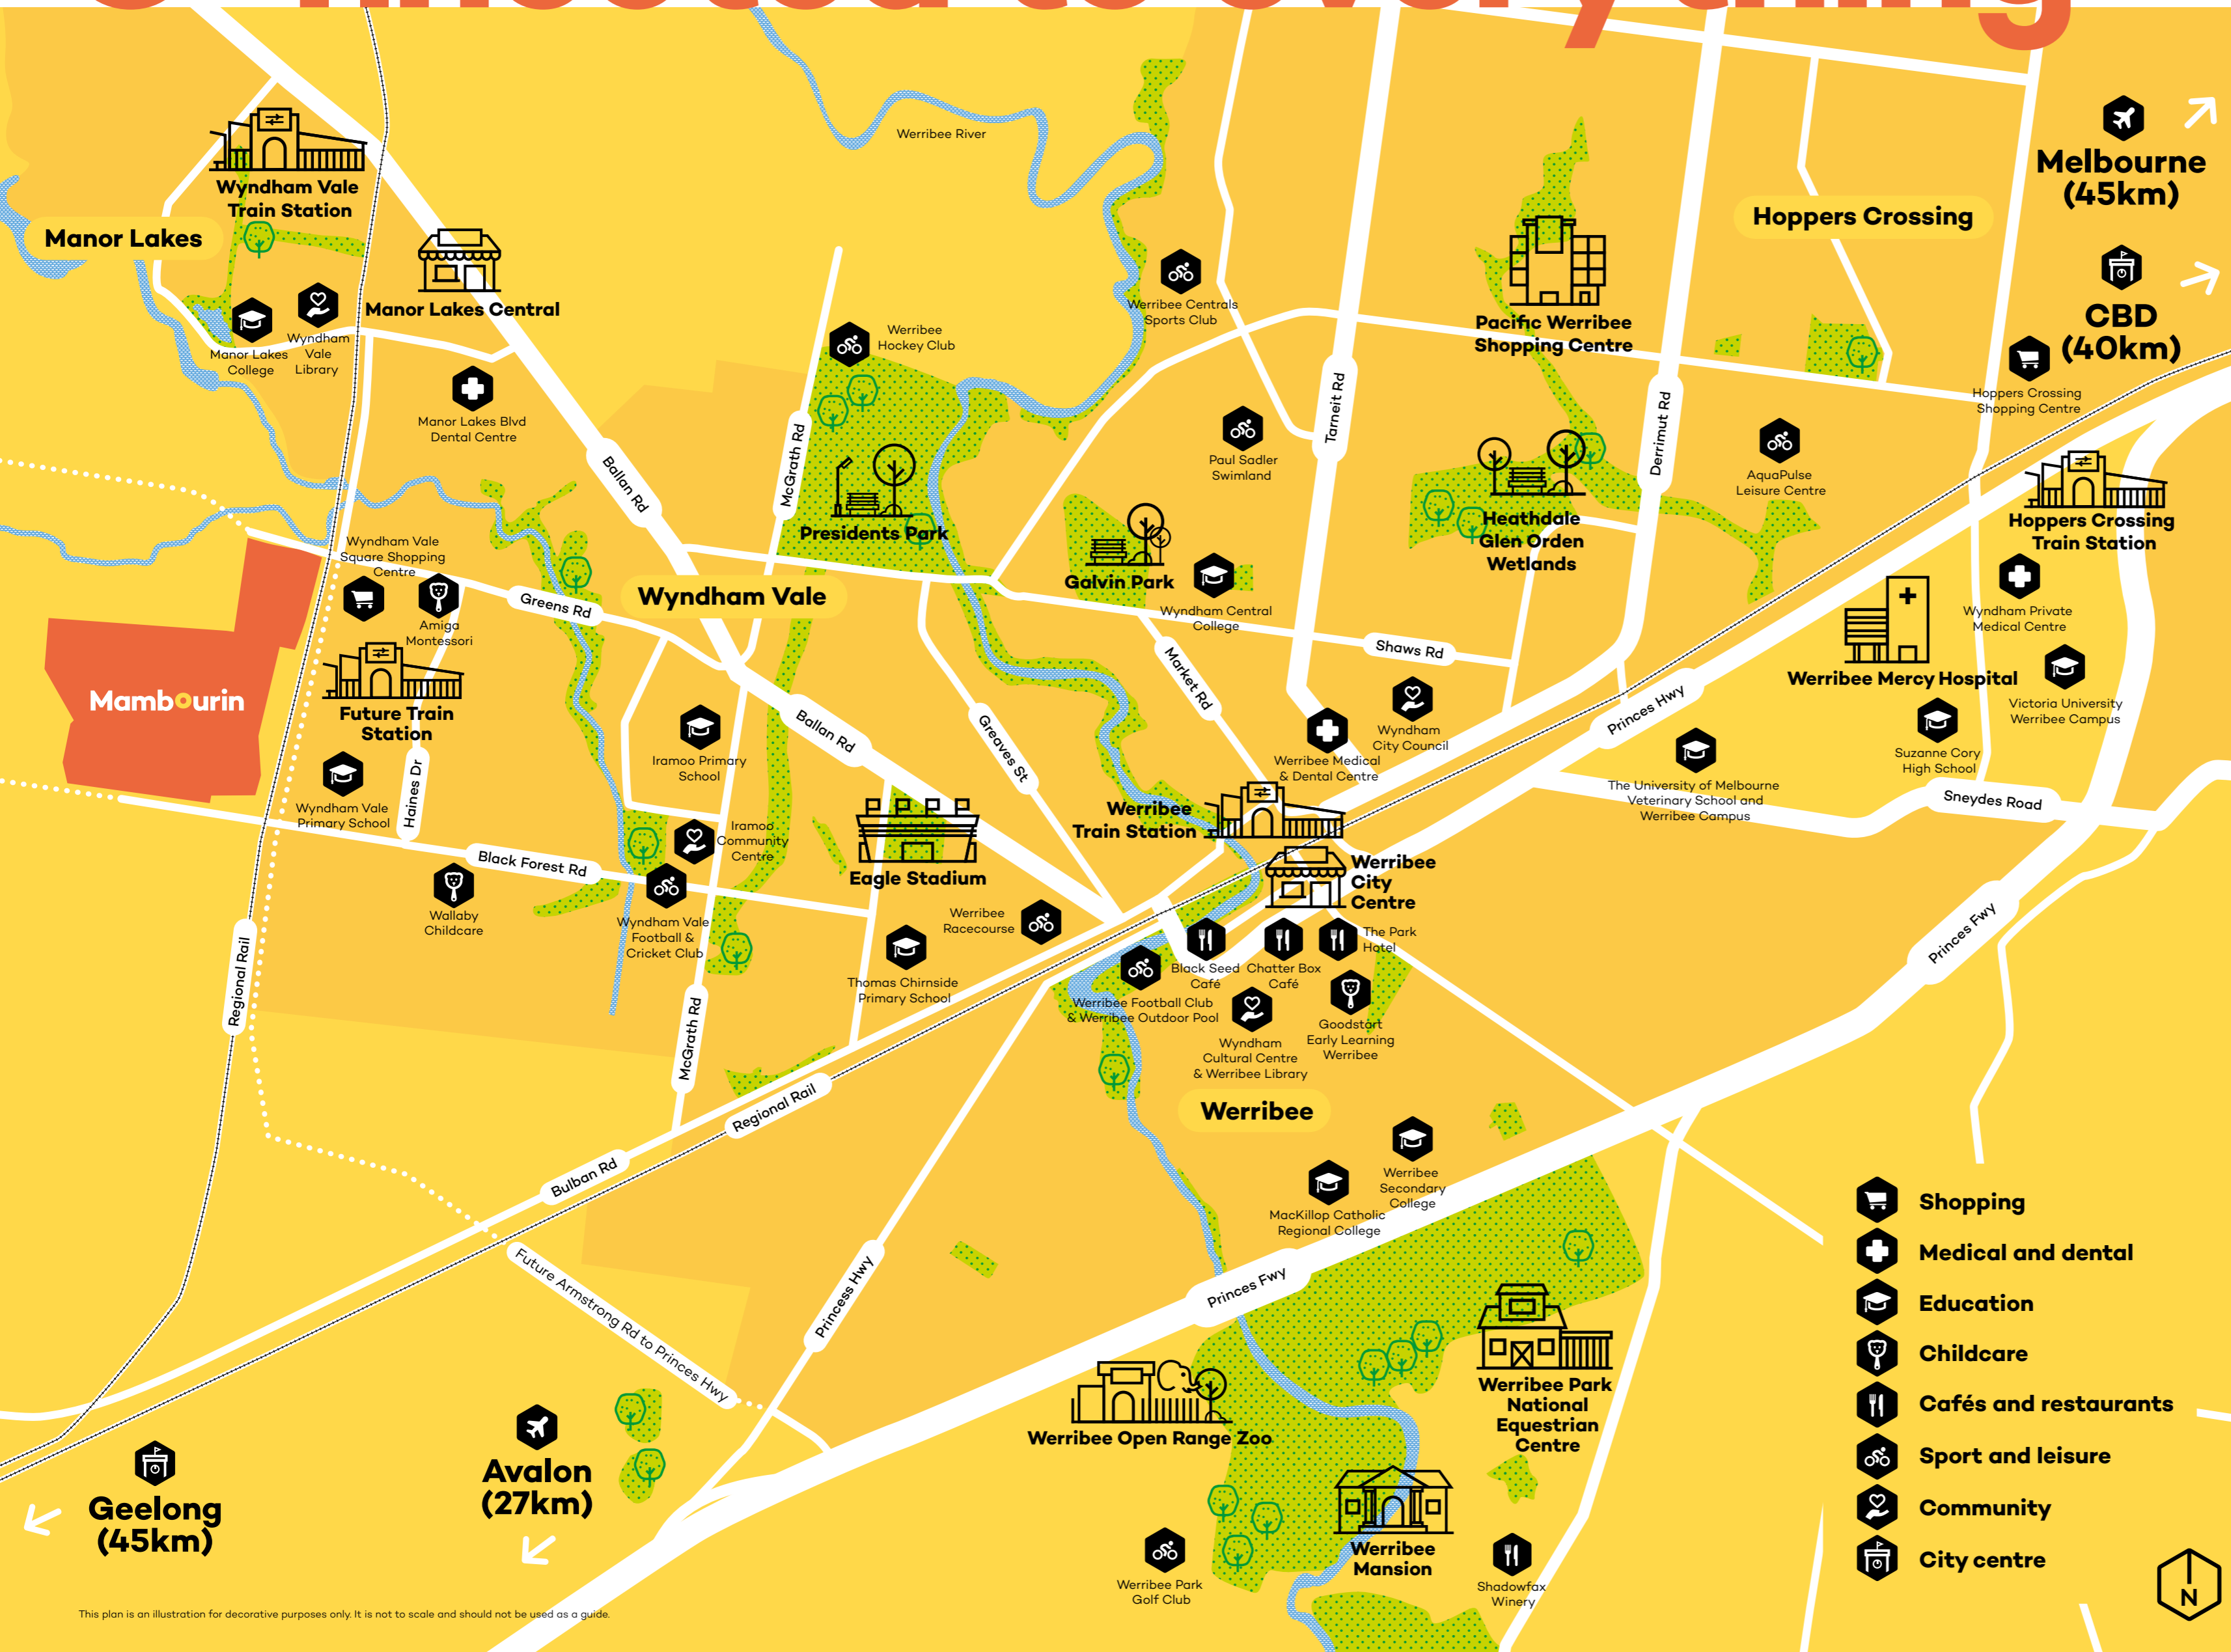 Werribee River
Melbourne
(45km)
CBD
(40km)
Wyndham Vale
Train Station
Manor Lakes
Hoppers Crossing
Manor Lakes Central
Manor Lakes
College
Wyndham
Vale
Library
Manor Lakes Blvd
Dental Centre
Werribee
Hockey Club
Werribee Centrals
Sports Club
Pacific Werribee
Shopping Centre
Hoppers Crossing
Shopping Centre
Ballan Rd
McGrath Rd
Tarneit Rd
Derrimut Rd
Paul Sadler
Swimland
AquaPulse
Leisure Centre
Presidents Park
Galvin Park
Heathdale
Glen Orden
Wetlands
Hoppers Crossing
Train Station
Wyndham Vale
Square Shopping
Centre
Amiga
Montessori
Greens Rd
Wyndham Vale
Wyndham Central
College
Shaws Rd
Wyndham Private
Medical Centre
Werribee Mercy Hospital
Victoria University
Werribee Campus
Suzanne Cory
High School
Mambourin
Future Train
Station
Wyndham Vale
Primary School
Haines Dr
Iramoo Primary
School
Ballan Rd
Greaves St
Market Rd
Wyndham
City Council
Werribee Medical
& Dental Centre
Princes Hwy
The University of Melbourne
Veterinary School and
Werribee Campus
Sneydes Road
Werribee
Train Station
Iramoo
Community
Centre
Black Forest Rd
Wallaby
Childcare
Wyndham Vale
Football &
Cricket Club
Eagle Stadium
Werribee
City
Centre
Werribee
Racecourse
Thomas Chirnside
Primary School
The Park
Hotel
Black Seed
Café
Chatter Box
Café
Werribee Football Club
& Werribee Outdoor Pool
Wyndham
Cultural Centre
& Werribee Library
Goodstart
Early Learning
Werribee
Princes Fwy
Regional Rail
McGrath Rd
Regional Rail
Bulban Rd
Werribee
Werribee
Secondary
College
MacKillop Catholic
Regional College
Future Armstrong Rd to Princes Hwy
Princess Hwy
Princes Fwy
Werribee Open Range Zoo
Werribee Park
National
Equestrian
Centre
Werribee
Mansion
Werribee Park
Golf Club
Shadowfax
Winery
Geelong
(45km)
Avalon
(27km)
Shopping
Medical and dental
Education
Childcare
Cafés and restaurants
Sport and leisure
Community
City centre
N
This plan is an illustration for decorative purposes only. It is not to scale and should not be used as a guide.